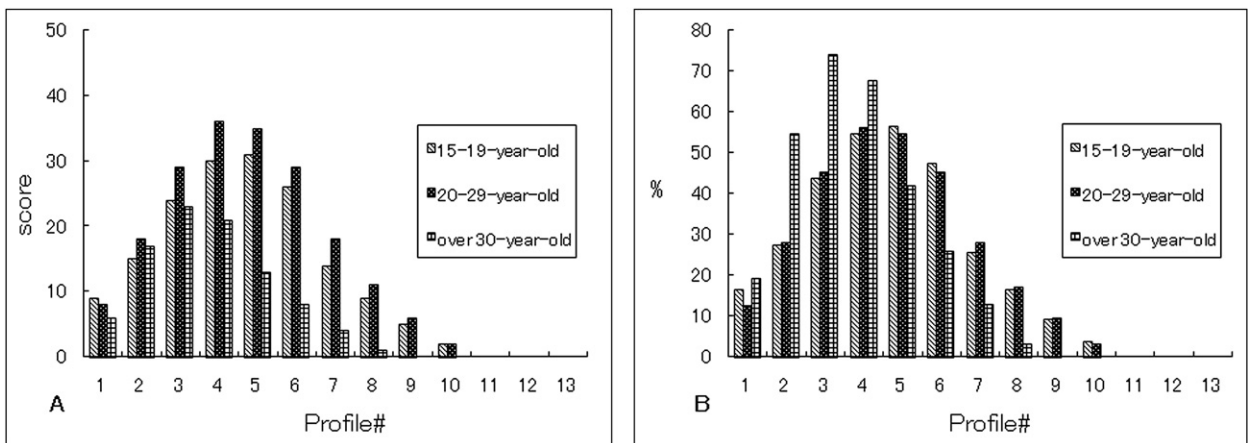 50
40
30
20
10
0
score
15-19-year-old
20-29-year-old
over 30-year-old
1 2 3 4 5 6 7 8 9 10 11 12 13
A
Profile#
80
70
60
50
40
30
20
10
0
%
15-19-year-old
20-29-year-old
over 30-year-old
1 2 3 4 5 6 7 8 9 10 11 12 13
B
Profile#